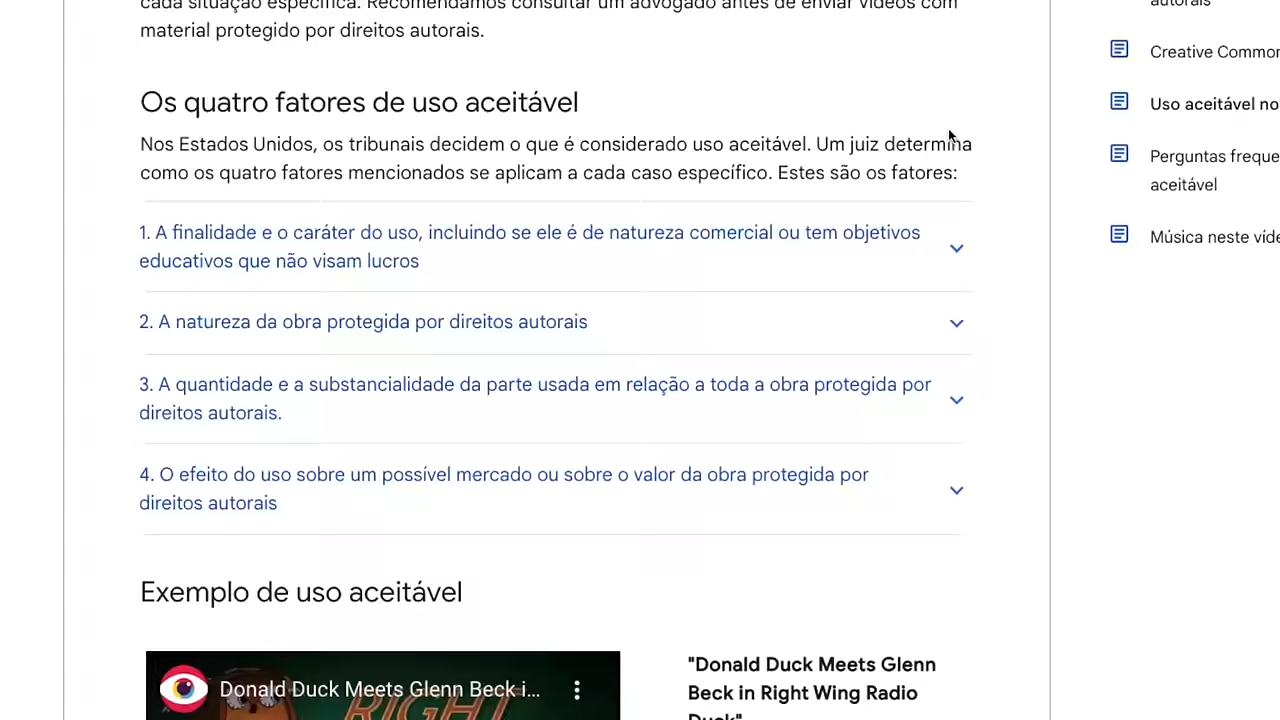 cada situação específica. Recomendamos consultar um advogado antes de enviar vídeos com
material protegido por direitos autorais.
Os quatro fatores de uso aceitável
Nos Estados Unidos, os tribunais decidem o que é considerado uso aceitável. Um juiz determina
como os quatro fatores mencionados se aplicam a cada caso específico. Estes são os fatores:
1. A finalidade e o caráter do uso, incluindo se ele é de natureza comercial ou tem objetivos
educativos que não visam lucros
2. A natureza da obra protegida por direitos autorais
3. A quantidade e a substancialidade da parte usada em relação a toda a obra protegida por
direitos autorais.
4. O efeito do uso sobre um possível mercado ou sobre o valor da obra protegida por
direitos autorais
Exemplo de uso aceitável
Donald Duck Meets Glenn Beck i...
RIGHT
"Donald Duck Meets Glenn
Beck in Right Wing Radio
Duck"
autorais
Creative Common
Uso aceitável no
Perguntas freque
aceitável
Música neste víde